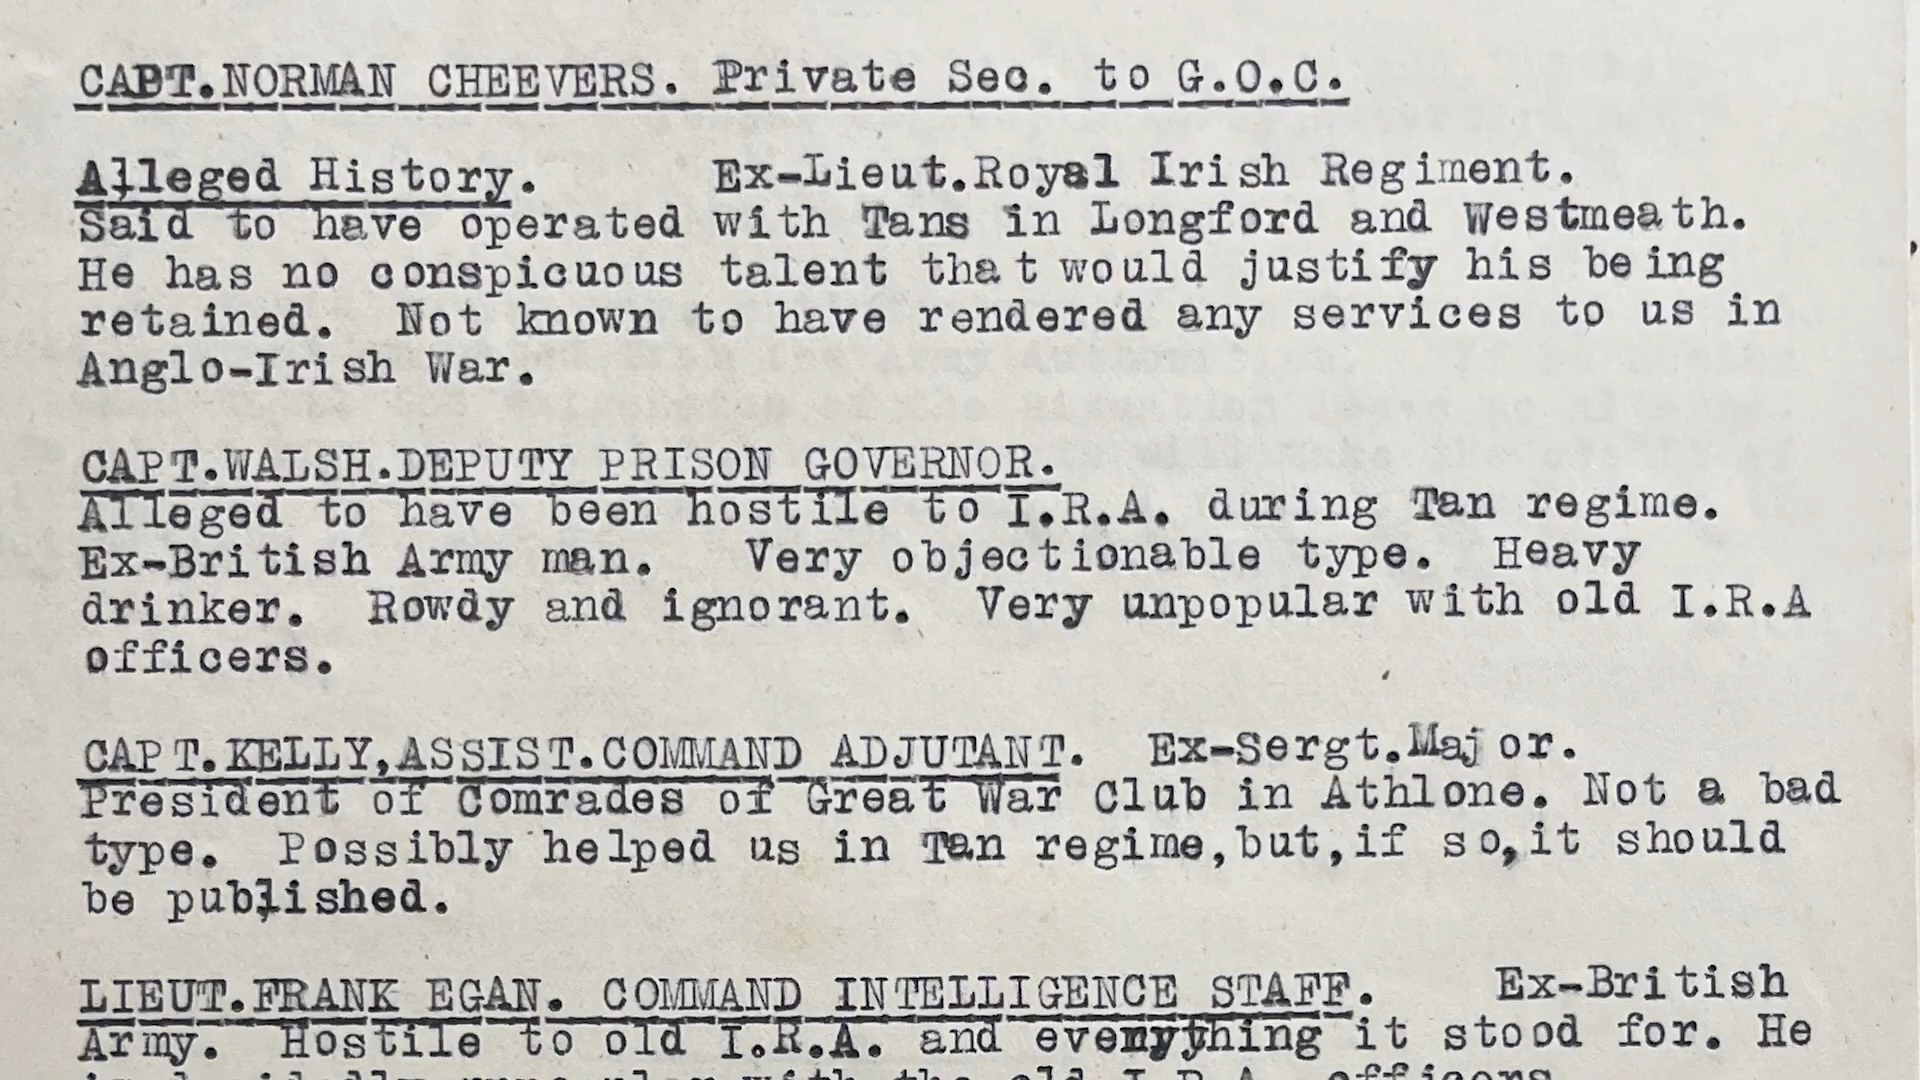 CAPT.NORMAN CHEEVERS. Private Sec. to G.O.C.
Alleged History. Ex-Lieut.Royal Irish Regiment.
Said to have operated with Tans in Longford and Westmeath.
He has no conspicuous talent that would justify his being
retained. Not known to have rendered any services to us in
Anglo-Irish War.
CAPT.WALSH.DEPUTY PRISON GOVERNOR.
Alleged to have been hostile to I.R.A. during Tan regime.
Ex-British Army man. Very objectionable type. Heavy
drinker. Rowdy and ignorant. Very unpopular with old I.R.A
officers.
CAPT.KELLY,ASSIST.COMMAND ADJUTANT. Ex-Sergt.Major.
President of Comrades of Great War Club in Athlone. Not a bad
type. Possibly helped us in Tan regime,but,if so,it should
be published.
LIEUT.FRANK EGAN. COMMAND INTELLIGENCE STAFF. Ex-British
Army. Hostile to old I.R.A. and everything it stood for. He
with the old I.R.A. officers